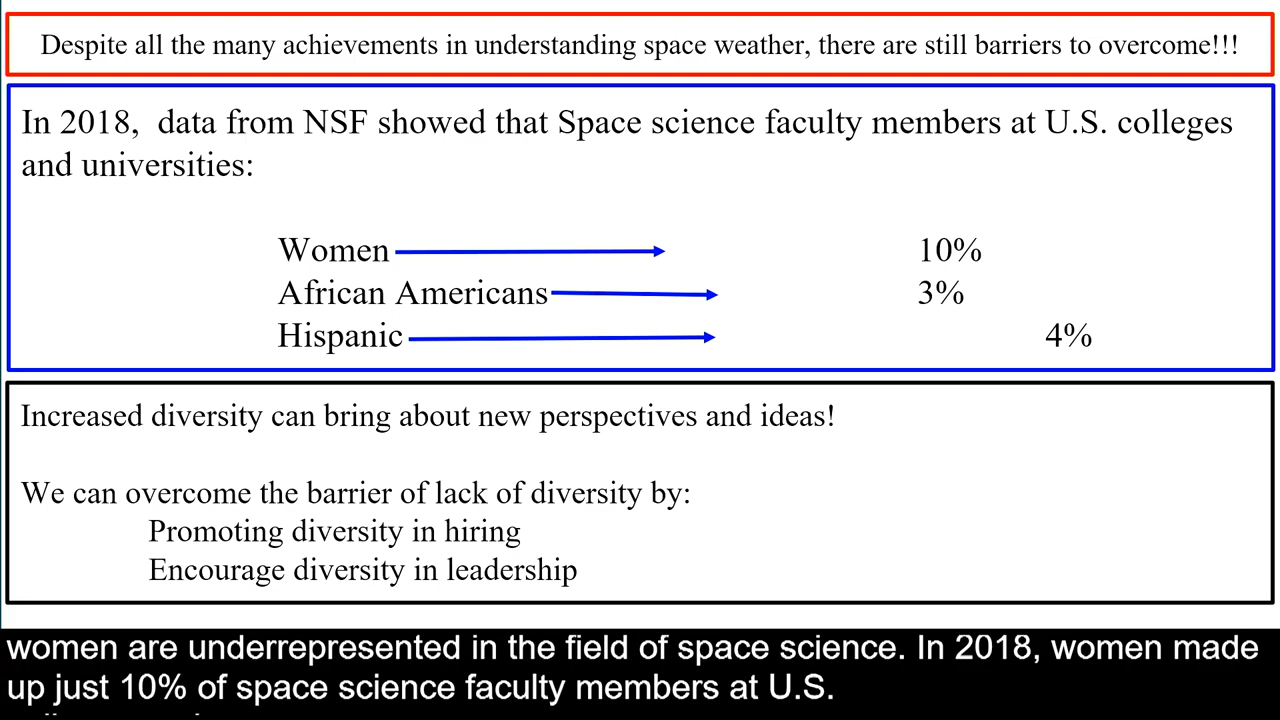 Despite all the many achievements in understanding space weather, there are still barriers to overcome!!!
In 2018, data from NSF showed that Space science faculty members at U.S. colleges
and universities:
Women 10%
African Americans 3%
Hispanic 4%
Increased diversity can bring about new perspectives and ideas!
We can overcome the barrier of lack of diversity by:
Promoting diversity in hiring
Encourage diversity in leadership
women are underrepresented in the field of space science. In 2018, women made
up just 10% of space science faculty members at U.S.